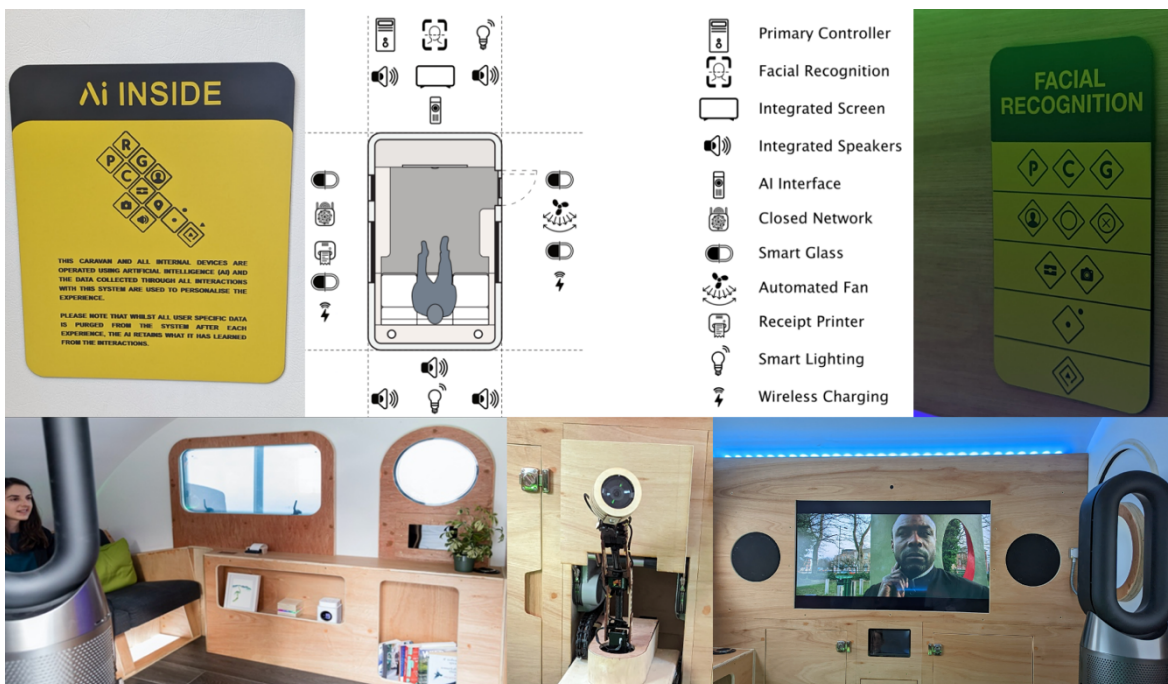 Ai INSIDE
R
P G
C
THIS CARAVAN AND ALL INTERNAL DEVICES ARE
OPERATED USING ARTIFICIAL INTELLIGENCE (AI) AND
THE DATA COLLECTED THROUGH ALL INTERACTIONS
WITH THIS SYSTEM ARE USED TO PERSONALISE THE
EXPERIENCE.
PLEASE NOTE THAT WHILST ALL USER SPECIFIC DATA
IS PURGED FROM THE SYSTEM AFTER EACH
EXPERIENCE, THE AI RETAINS WHAT IT HAS LEARNED
FROM THE INTERACTIONS.
Primary Controller
Facial Recognition
Integrated Screen
Integrated Speakers
AI Interface
Closed Network
Smart Glass
Automated Fan
Receipt Printer
Smart Lighting
Wireless Charging
FACIAL
RECOGNITION
P C G